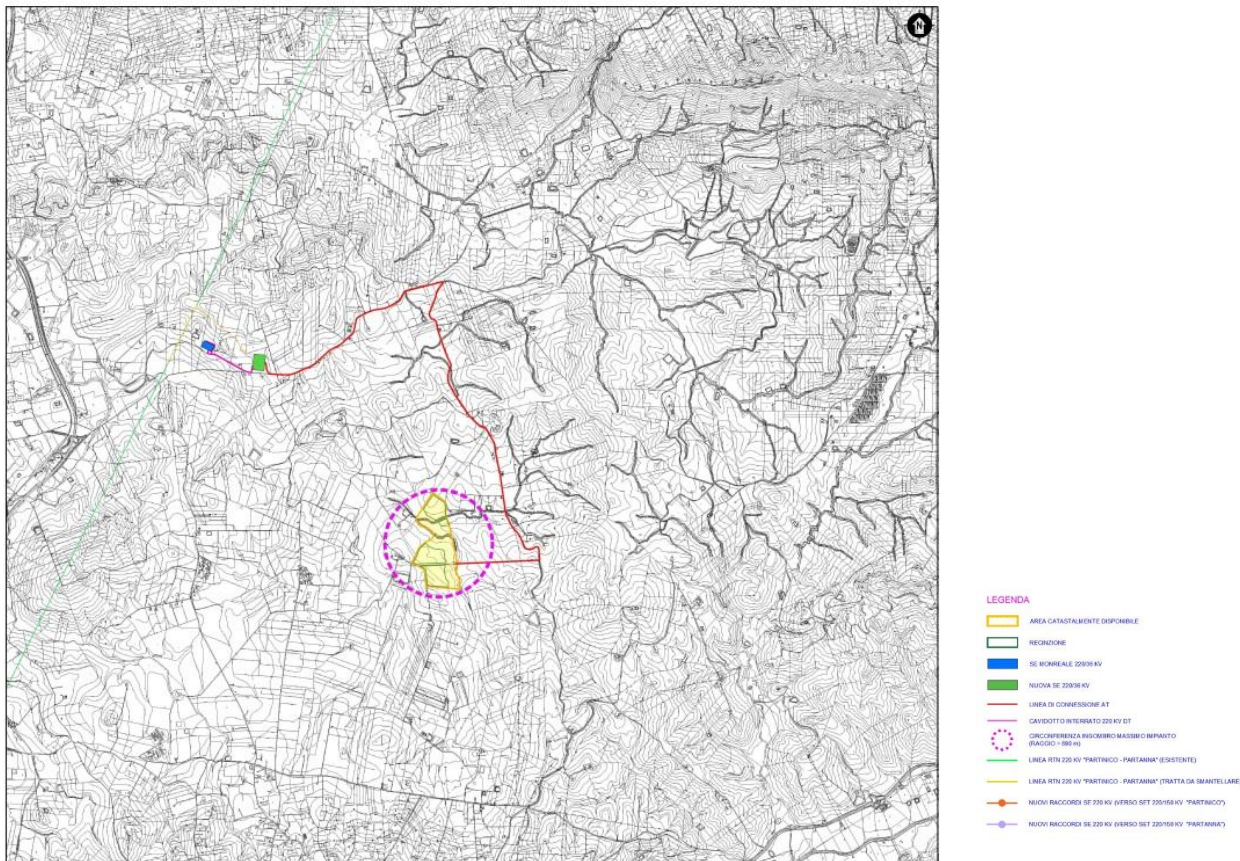 N
LEGENDA
AREA CATASTALMENTE DISPONIBILE
RECINZIONE
SE MONREALE 220/36 KV
NUOVA SE 220/36 KV
LINEA DI CONNESSIONE AT
CAVIDOTTO INTERRATO 220 KV DT
CIRCONFERENZA INGOMBRO MASSIMO IMPIANTO
(RAGGIO = 690 m)
LINEA RTN 220 KV "PARTINICO - PARTANNA" (ESISTENTE)
LINEA RTN 220 KV "PARTINICO - PARTANNA" (TRATTA DA SMANTELLARE
NUOVI RACCORDI SE 220 KV (VERSO SET 220/150 KV "PARTINICO")
NUOVI RACCORDI SE 220 KV (VERSO SET 220/150 KV "PARTANNA")